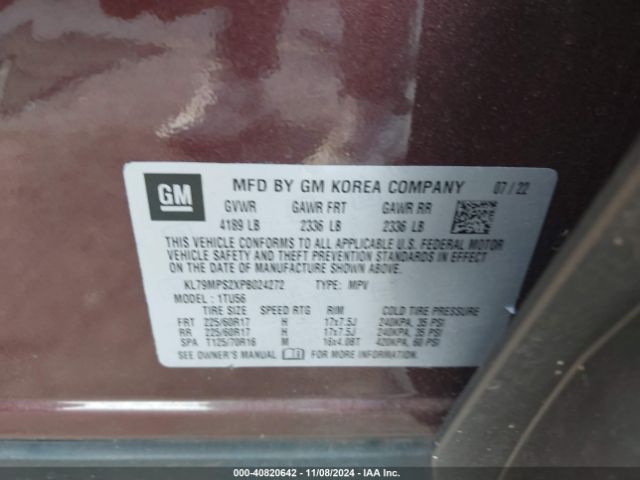 GM MFD BY GM KOREA COMPANY 07/22
GVWR GAWR FRT GAWR RR
4189 LB 2336 LB 2336 LB
THIS VEHICLE CONFORMS TO ALL APPLICABLE U.S. FEDERAL MOTOR
VEHICLE SAFETY AND THEFT PREVENTION STANDARDS IN EFFECT ON
THE DATE OF MANUFACTURE SHOWN ABOVE.
KL79MPS2XPB024272 TYPE: MPV
MODEL: 1TU56
TIRE SIZE SPEED RTG RIM COLD TIRE PRESSURE
FRT 225/60R17 H 17x7.5J 240KPA, 35 PSI
RR 225/60R17 H 17x7.5J 240KPA, 35 PSI
SPA T125/70R16 M 16x4.0BT 420KPA, 60 PSI
SEE OWNER'S MANUAL FOR MORE INFORMATION.
000-40820642 - 11/08/2024 - IAA Inc.